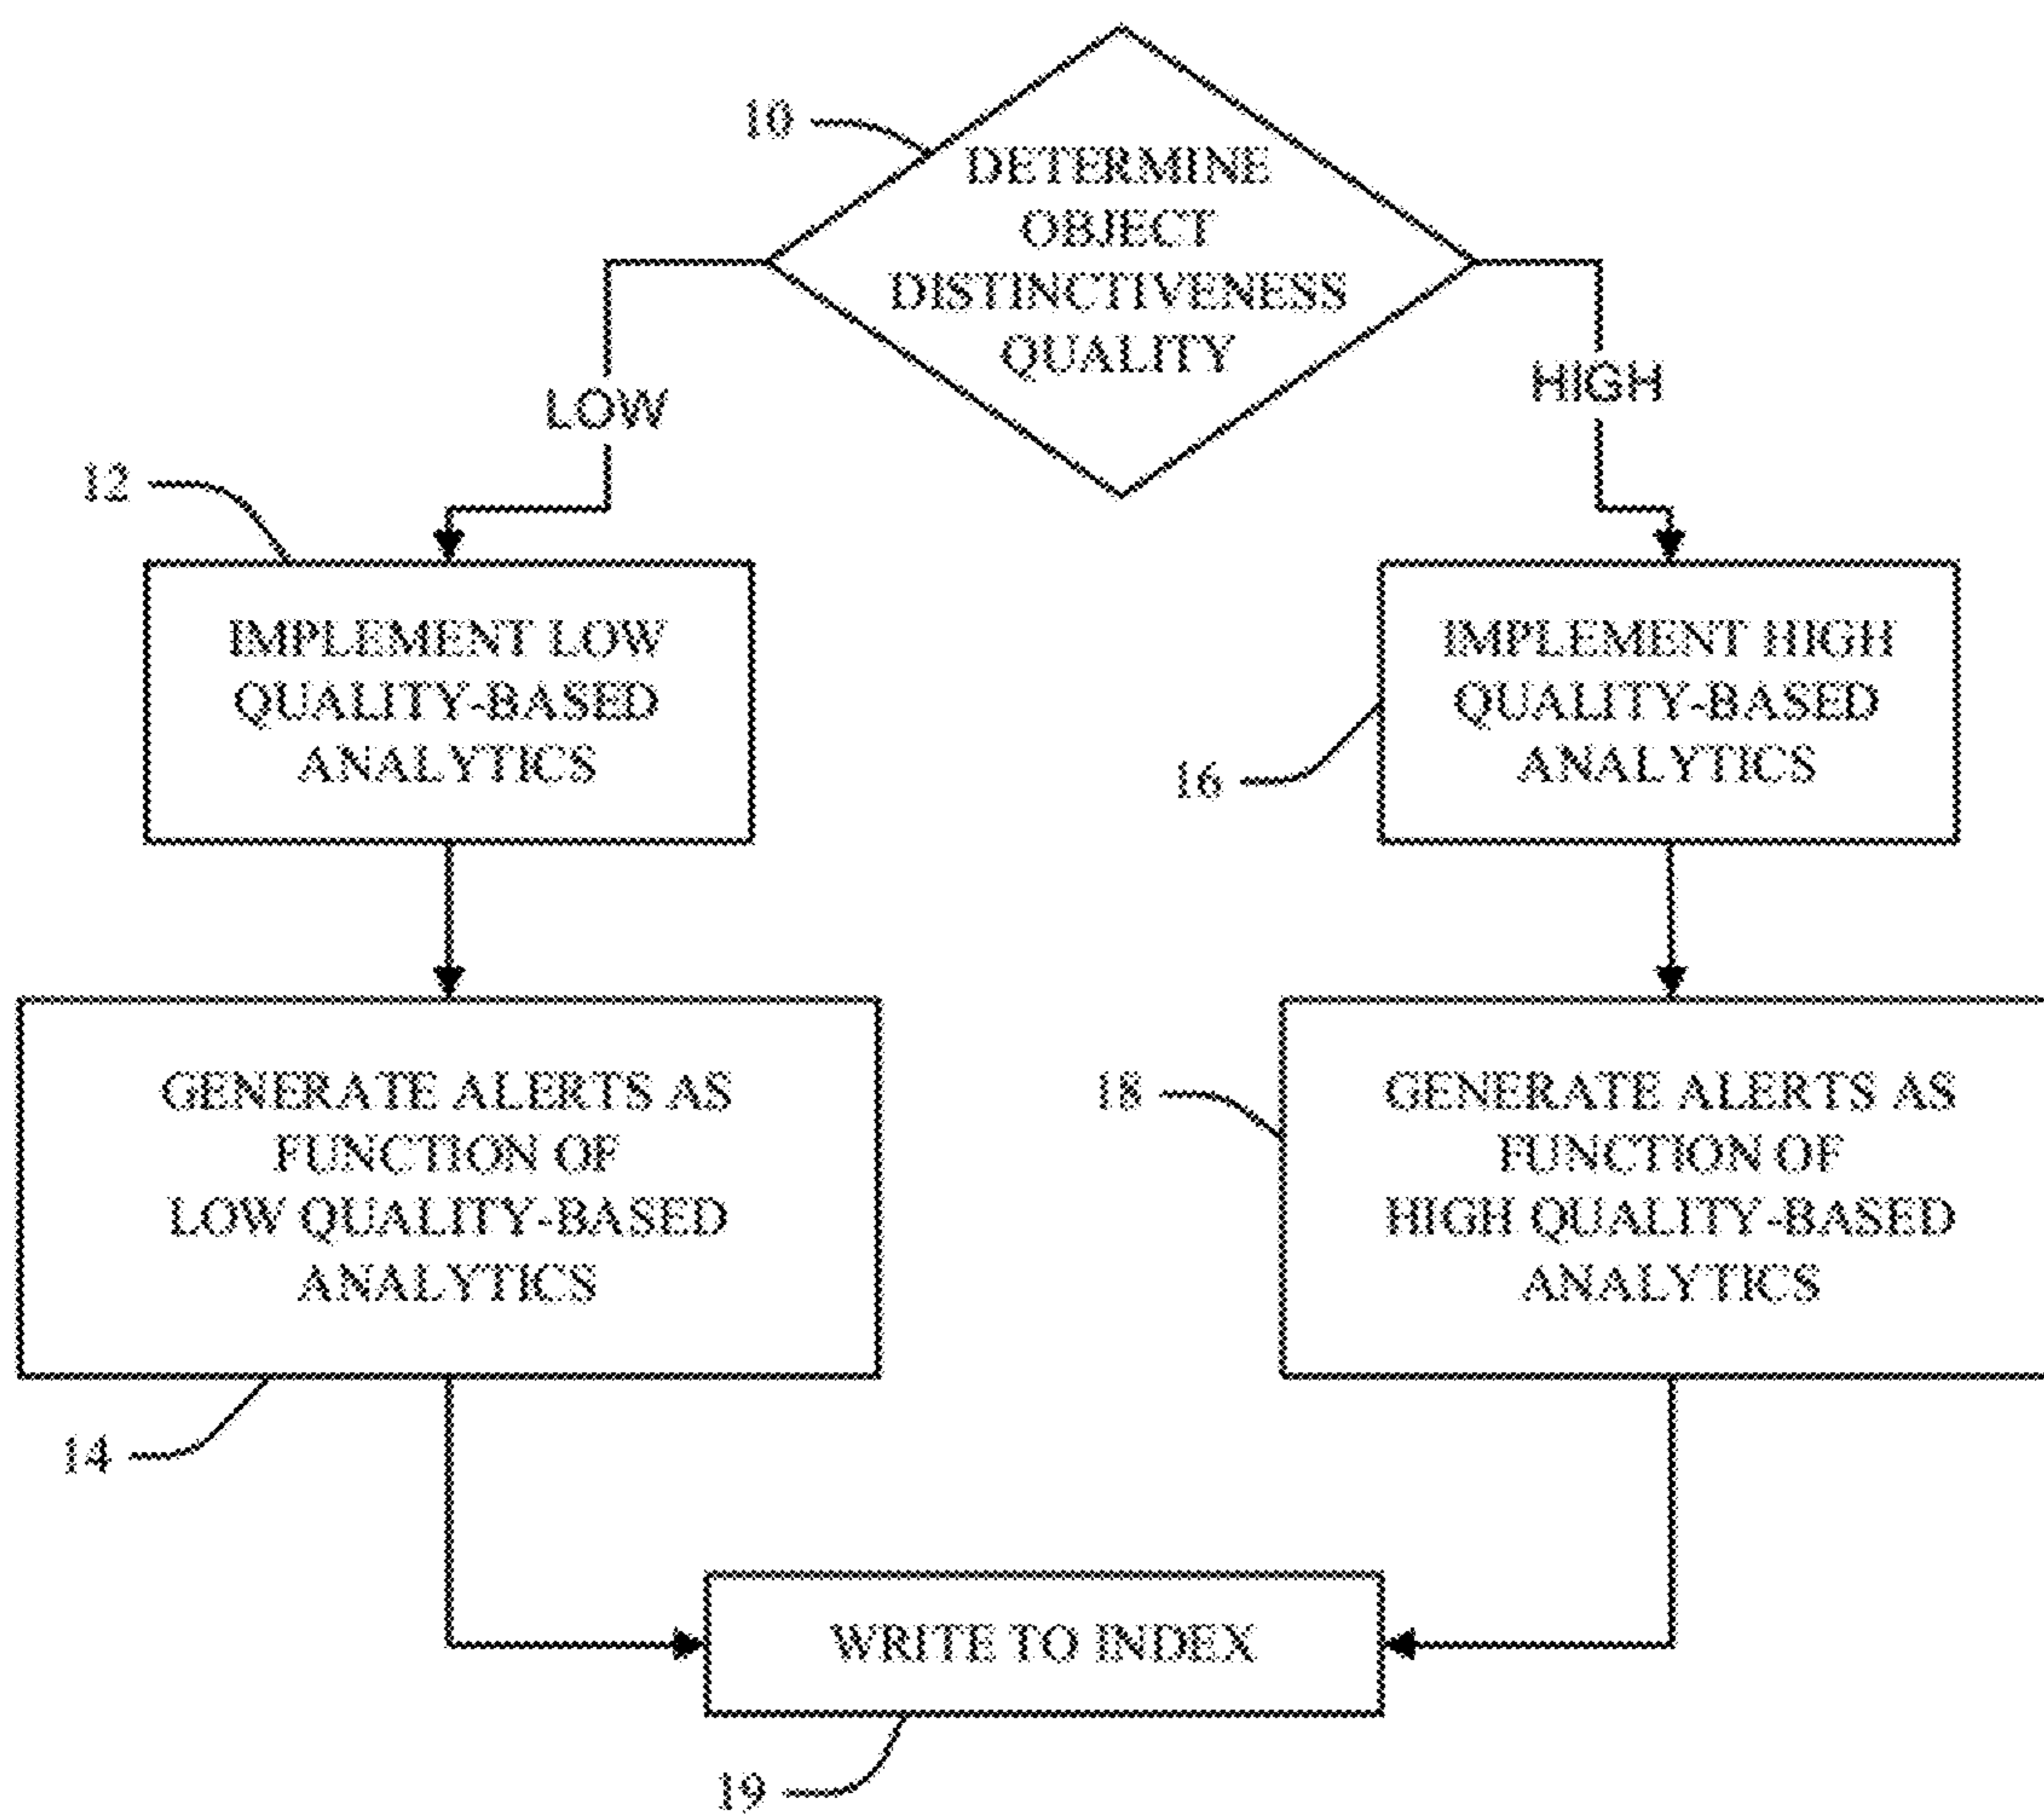 10
DETERMINE
OBJECT
DISTINCTIVENESS
QUALITY
LOW
HIGH
12
IMPLEMENT LOW
QUALITY-BASED
ANALYTICS
IMPLEMENT HIGH
QUALITY-BASED
ANALYTICS
16
GENERATE ALERTS AS
FUNCTION OF
LOW QUALITY-BASED
ANALYTICS
14
18
GENERATE ALERTS AS
FUNCTION OF
HIGH QUALITY-BASED
ANALYTICS
WRITE TO INDEX
19